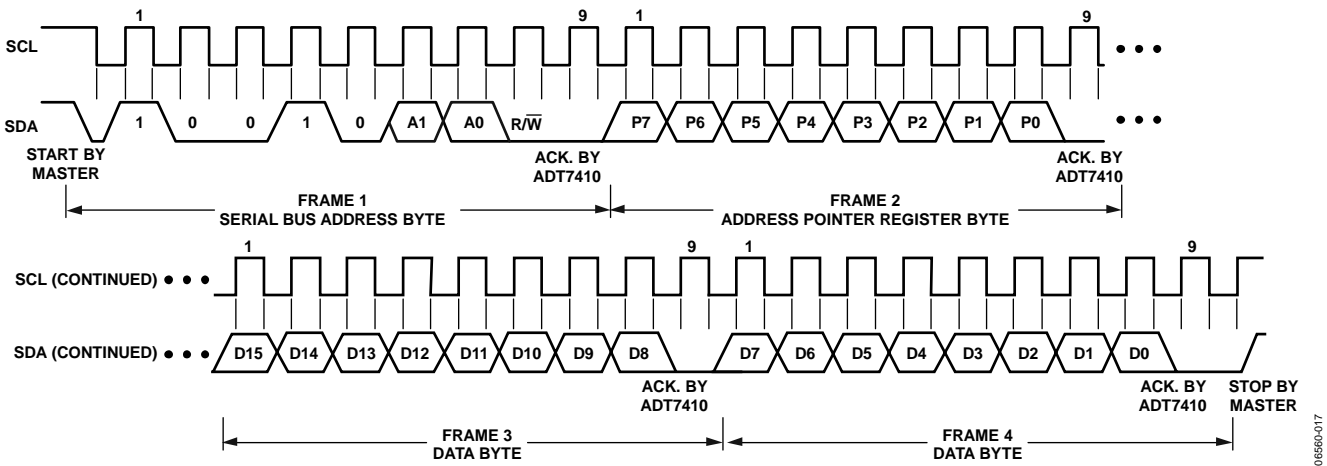 1 9 1 9
SCL
SDA 1 0 0 1 0 A1 A0 R/W̅ P7 P6 P5 P4 P3 P2 P1 P0
START BY
MASTER
ACK. BY
ADT7410
ACK. BY
ADT7410
FRAME 1
SERIAL BUS ADDRESS BYTE
FRAME 2
ADDRESS POINTER REGISTER BYTE
1 9 1 9
SCL (CONTINUED)
SDA (CONTINUED) D15 D14 D13 D12 D11 D10 D9 D8 D7 D6 D5 D4 D3 D2 D1 D0
ACK. BY
ADT7410
ACK. BY
ADT7410
STOP BY
MASTER
FRAME 3
DATA BYTE
FRAME 4
DATA BYTE
06560-017